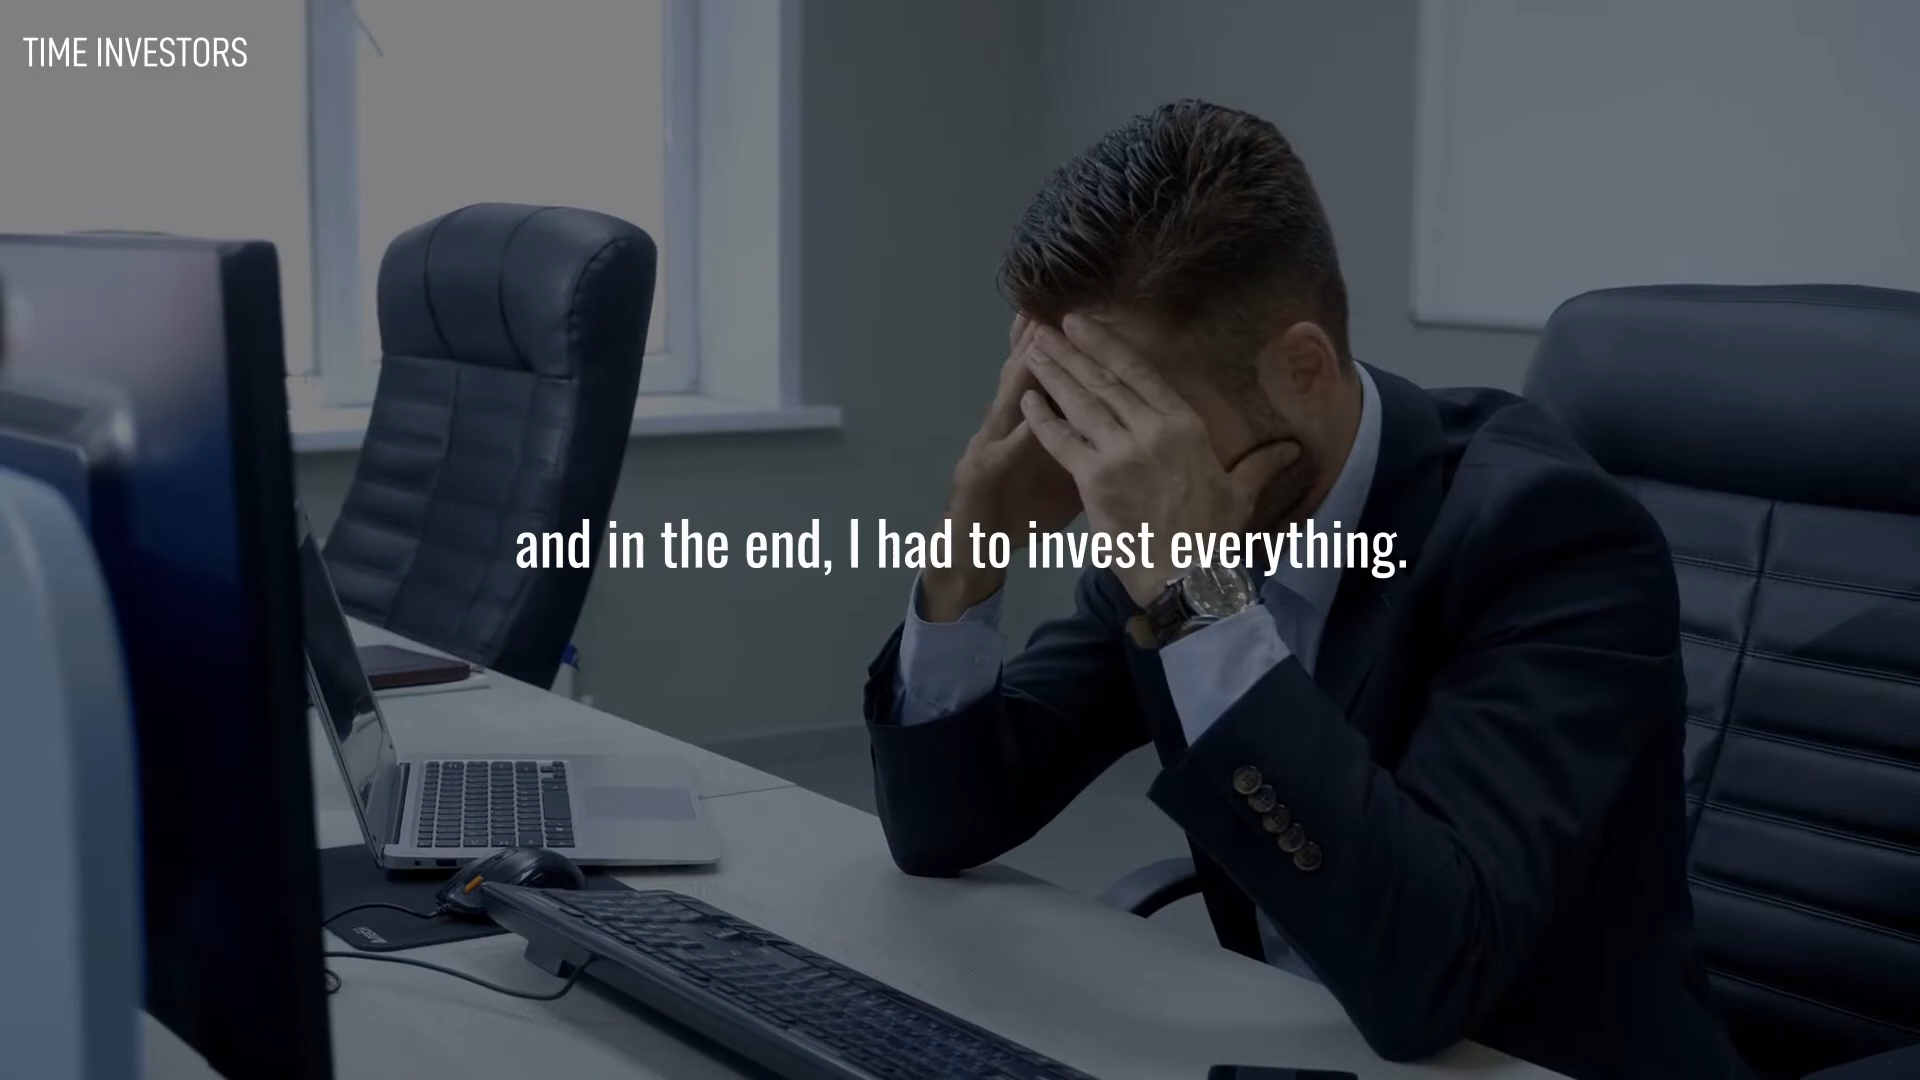 TIME INVESTORS
and in the end, I had to invest everything.